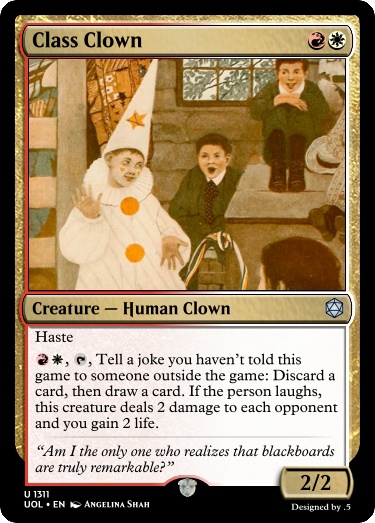 Class Clown
Creature — Human Clown
Haste
, , Tell a joke you haven't told this
game to someone outside the game: Discard a
card, then draw a card. If the person laughs,
this creature deals 2 damage to each opponent
and you gain 2 life.
“Am I the only one who realizes that blackboards
are truly remarkable?”
2/2
U 1311
UOL • EN Angelina Shah
Designed by .5